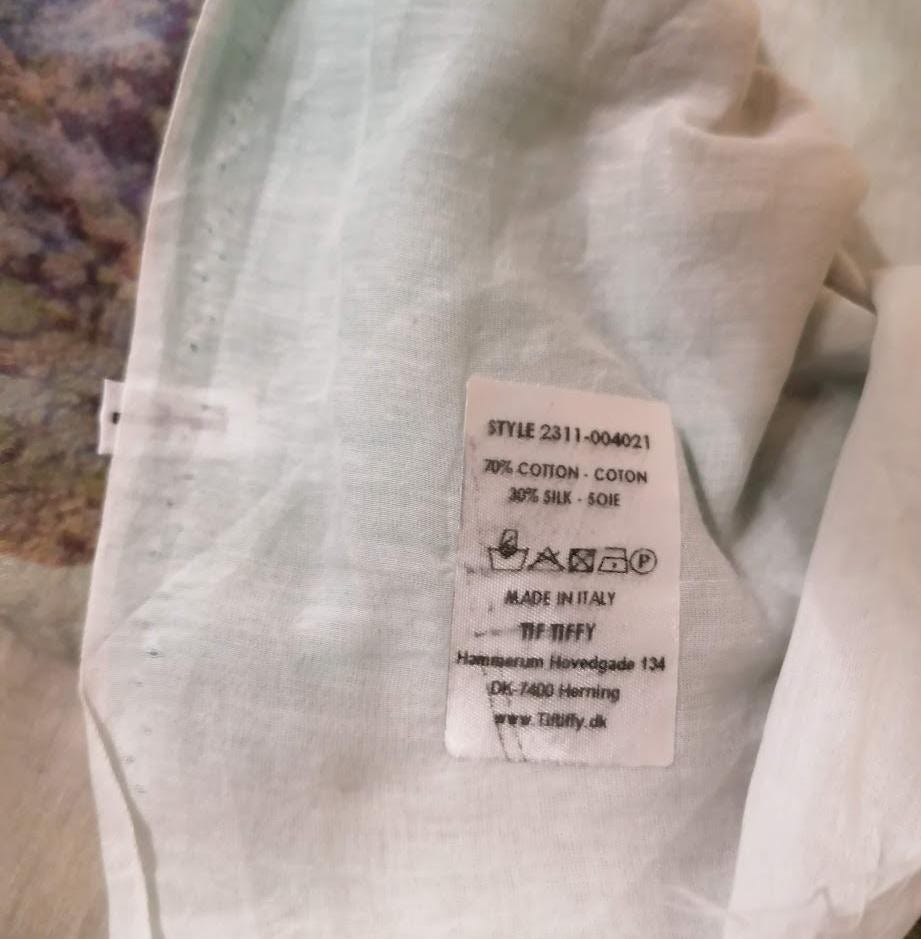 STYLE 2311-004021
70% COTTON - COTON
30% SILK - SOIE
P
MADE IN ITALY
TIF TIFFY
Hammerum Hovedgade 134
DK-7400 Herning
www.Tiftiffy.dk